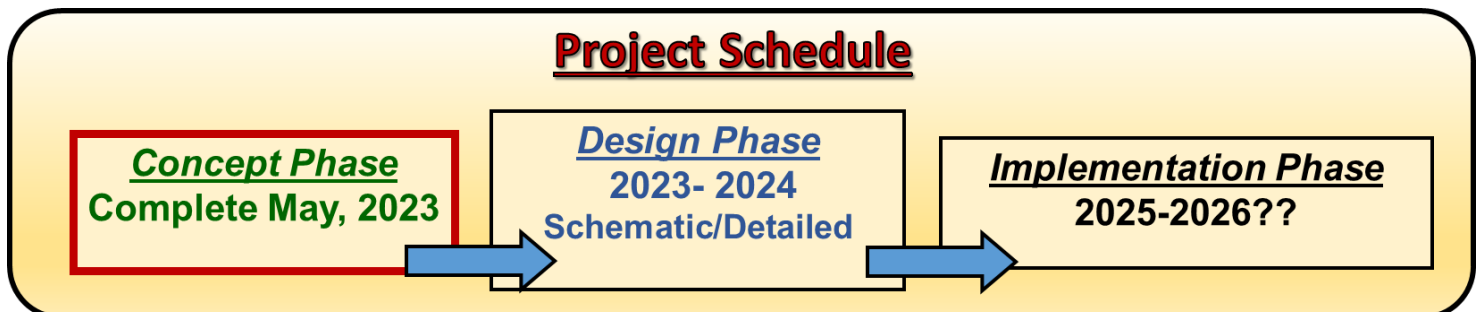 Project Schedule
Concept Phase
Complete May, 2023
Design Phase
2023- 2024
Schematic/Detailed
Implementation Phase
2025-2026??